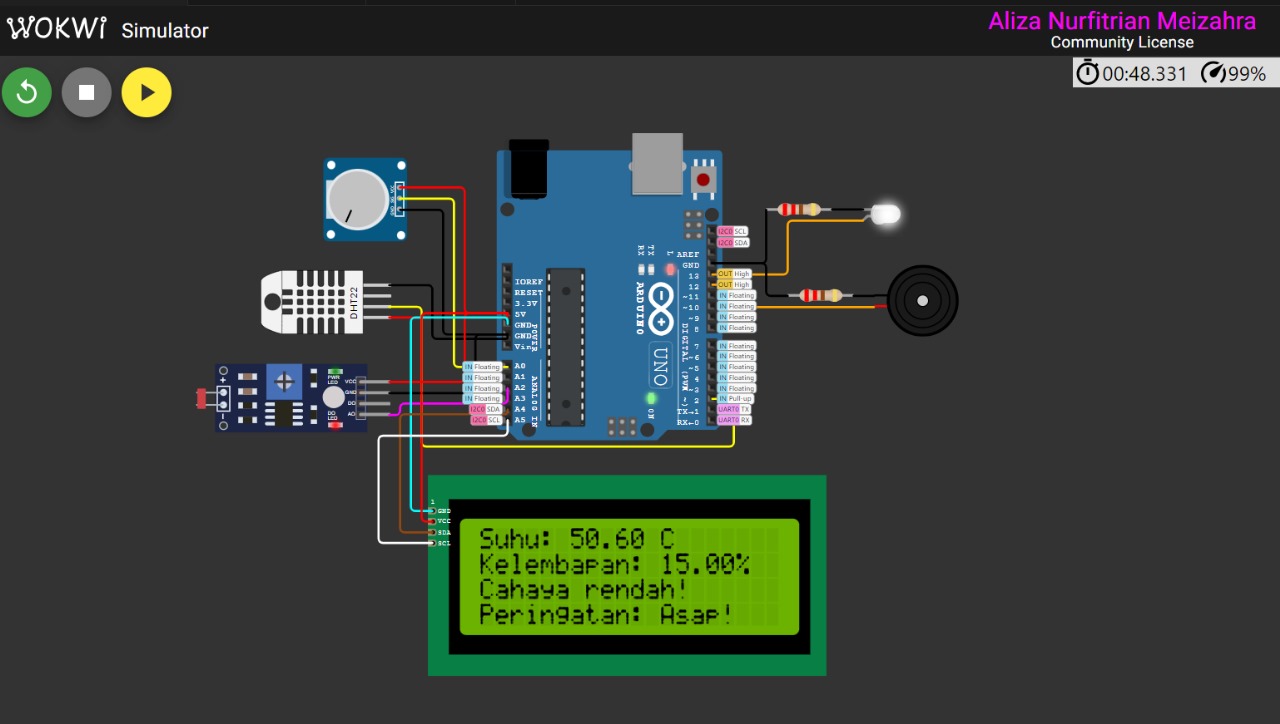 WOKWI Simulator
Aliza Nurfitrian Meizahra
Community License
00:48.331 99%
DHT22
PWR LED
DO LED
VCC
GND
DO
AO
IOREF
RESET
3.3V
5V
GND
GND
Vin
POWER
A0
A1
A2
A3
A4
A5
ANALOG IN
IN Floating
IN Floating
IN Floating
IN Floating
I2C0 SDA
I2C0 SCL
RX TX L
ARDUINO
UNO
ON
DIGITAL (PWM ~)
AREF
GND
13
12
~11
~10
~9
8
7
~6
~5
4
~3
2
TX→1
RX←0
I2C0 SCL
I2C0 SDA
OUT High
OUT High
IN Floating
IN Floating
IN Floating
IN Floating
IN Floating
IN Floating
IN Floating
IN Floating
IN Floating
IN Pull-up
UART0 TX
UART0 RX
1
GND
VCC
SDA
SCL
Suhu: 50.60 C
Kelembapan: 15.00%
Cahaya rendah!
Peringatan: Asap!